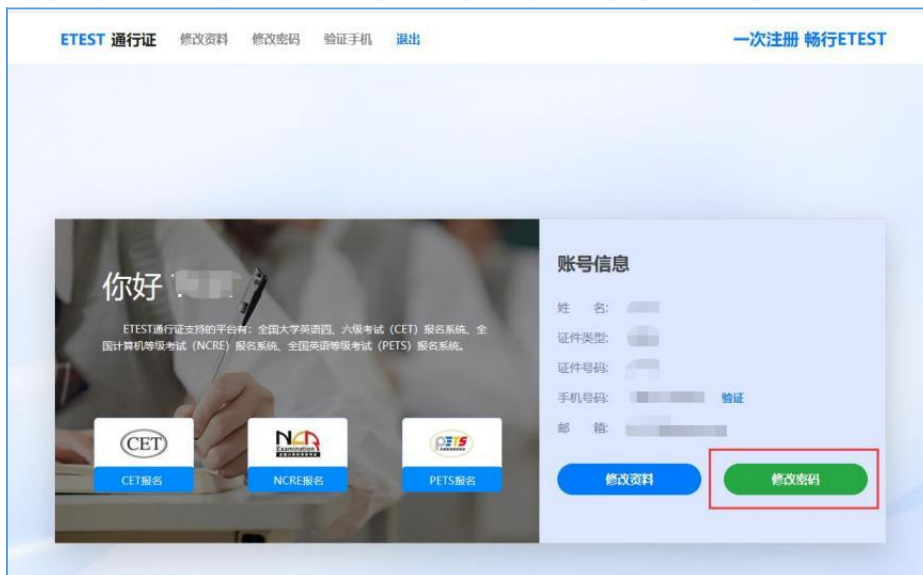 ETEST 通行证 修改资料 修改密码 验证手机 退出 一次注册 畅行ETEST
你好
ETEST通行证支持的平台有：全国大学英语四、六级考试（CET）报名系统、全
国计算机等级考试（NCRE）报名系统、全国英语等级考试（PETS）报名系统。
CET
NCR
Examination
PETS
CET报名 NCRE报名 PETS报名
账号信息
姓 名:
证件类型:
证件号码:
手机号码: 验证
邮 箱:
修改资料 修改密码